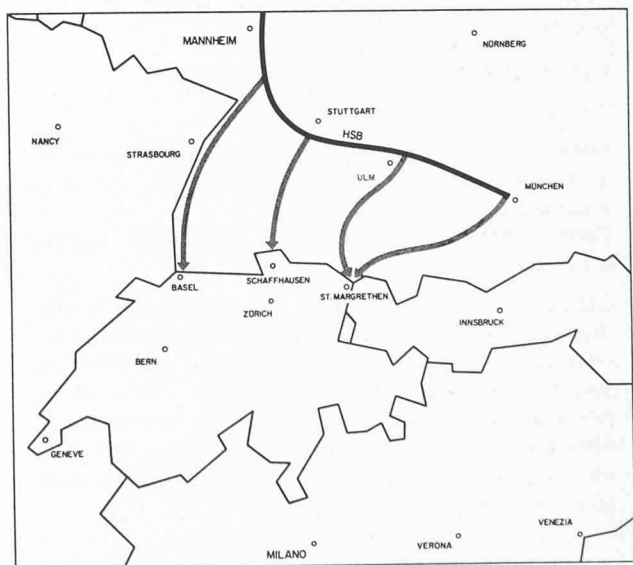 MANNHEIM
NÜRNBERG
STUTTGART
HSB
NANCY
STRASBOURG
ULM
MÜNCHEN
BASEL
SCHAFFHAUSEN
ST. MARGRETHEN
ZÜRICH
INNSBRUCK
BERN
GENEVE
MILANO
VERONA
VENEZIA